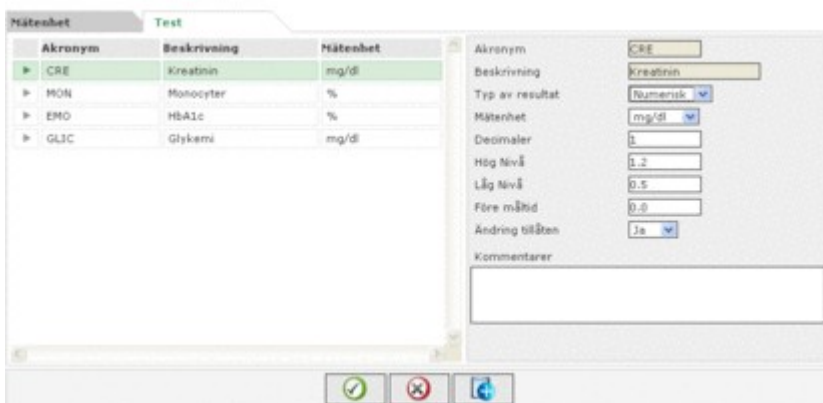 Mätenhet Test
Akronym Beskrivning Mätenhet
CRE Kreatinin mg/dl
MON Monocyter %
EMO HbA1c %
GLIC Glykemi mg/dl
Akronym CRE
Beskrivning Kreatinin
Typ av resultat Numerisk
Mätenhet mg/dl
Decimaler 1
Hög Nivå 1.2
Låg Nivå 0.5
Före måltid 0.0
Ändring tillåten Ja
Kommentarer